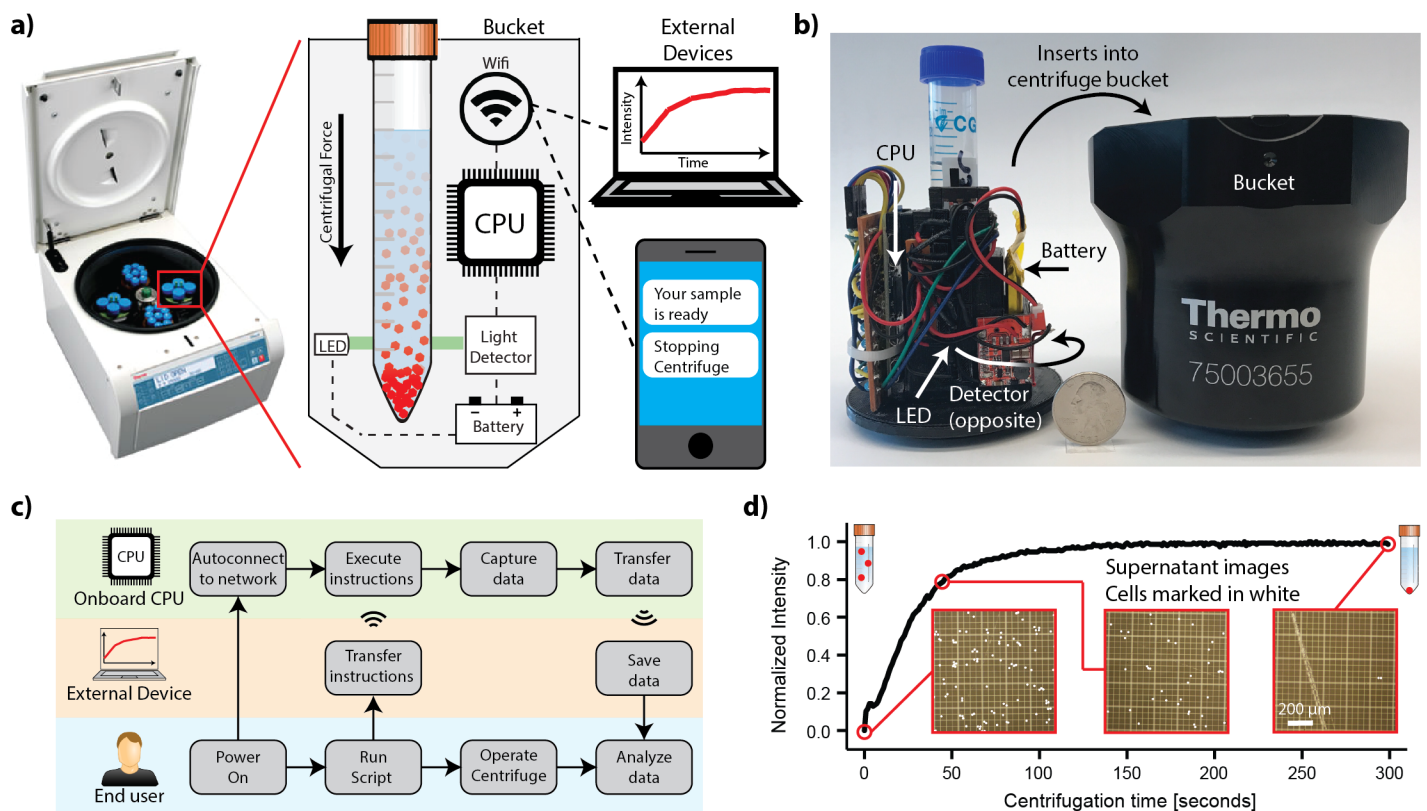 a)
Bucket
Wifi
External
Devices
Intensity
Time
Centrifugal Force
CPU
LED
Light
Detector
Battery
Your sample
is ready
Stopping
Centrifuge
b)
Inserts into
centrifuge bucket
CPU
CG
Bucket
Battery
Thermo
SCIENTIFIC
75003655
LED
Detector
(opposite)
c)
CPU
Onboard CPU
Autoconnect
to network
Execute
instructions
Capture
data
Transfer
data
External Device
Transfer
instructions
Save
data
End user
Power
On
Run
Script
Operate
Centrifuge
Analyze
data
d)
Normalized Intensity
1.0
0.8
0.6
0.4
0.2
0.0
Supernatant images
Cells marked in white
200 µm
0 50 100 150 200 250 300
Centrifugation time [seconds]